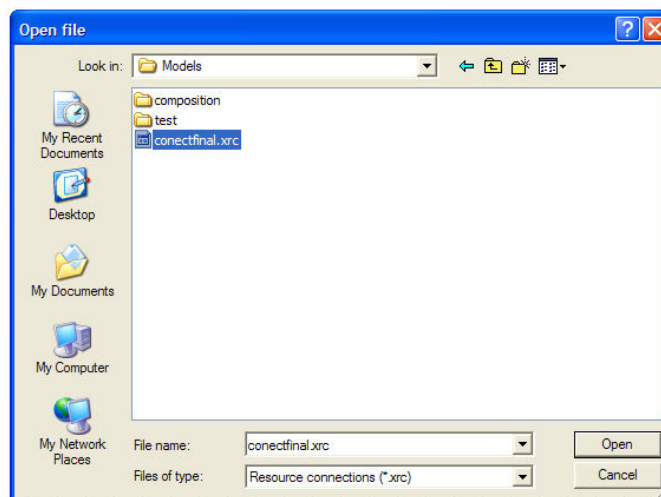 Open file
Look in: Models
composition
test
conectfinal.xrc
My Recent
Documents
Desktop
My Documents
My Computer
My Network
Places
File name: conectfinal.xrc Open
Files of type: Resource connections (*.xrc) Cancel